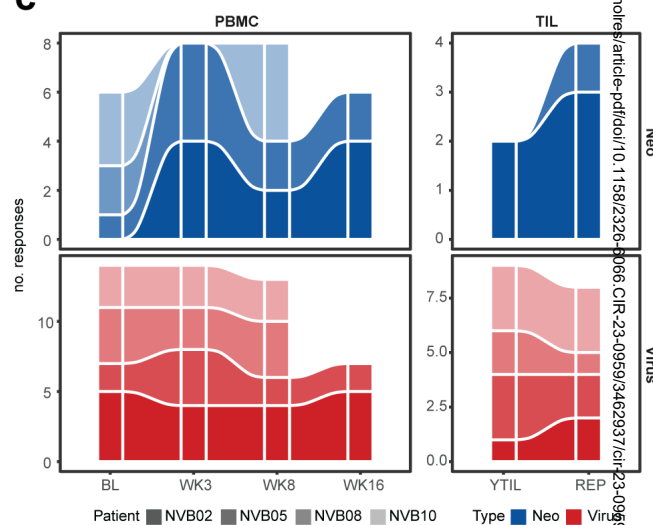 c
PBMC
TIL
no. responses
8
6
4
2
0
4
3
2
1
0
Neo
10
5
0
7.5
5.0
2.5
0.0
Virus
BL WK3 WK8 WK16
YTIL REP
Patient NVB02 NVB05 NVB08 NVB10 Type Neo Virus